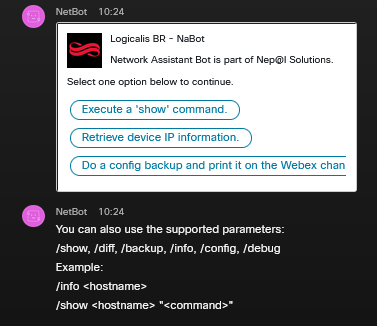 NetBot 10:24
Logicalis BR - NaBot
Network Assistant Bot is part of Nep@l Solutions.
Select one option below to continue.
Execute a 'show' command.
Retrieve device IP information.
Do a config backup and print it on the Webex chan
NetBot 10:24
You can also use the supported parameters:
/show, /diff, /backup, /info, /config, /debug
Example:
/info <hostname>
/show <hostname> "<command>"